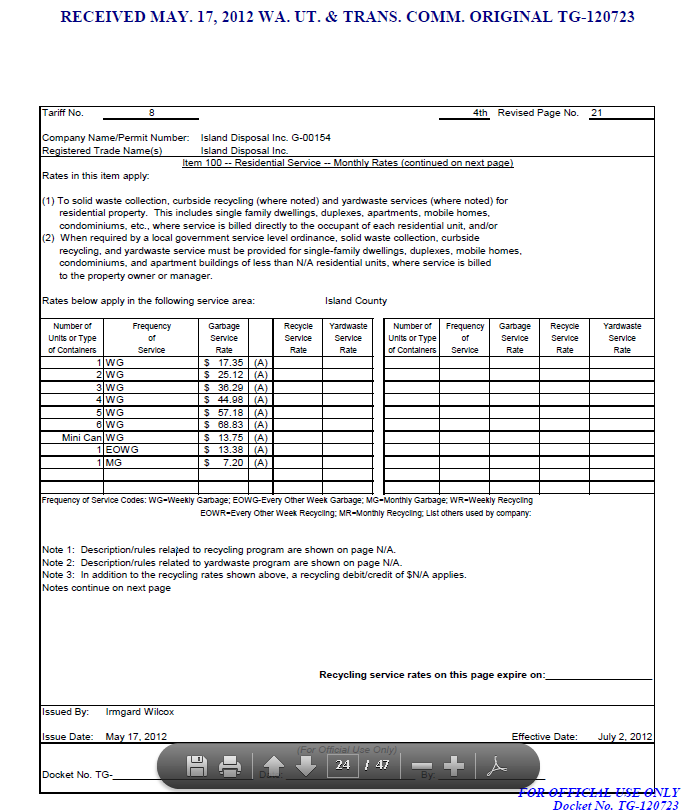 RECEIVED MAY. 17, 2012 WA. UT. & TRANS. COMM. ORIGINAL TG-120723
Tariff No. 8 4th Revised Page No. 21
Company Name/Permit Number: Island Disposal Inc. G-00154
Registered Trade Name(s) Island Disposal Inc.
Item 100 -- Residential Service -- Monthly Rates (continued on next page)
Rates in this item apply:
(1) To solid waste collection, curbside recycling (where noted) and yardwaste services (where noted) for
residential property. This includes single family dwellings, duplexes, apartments, mobile homes,
condominiums, etc., where service is billed directly to the occupant of each residential unit, and/or
(2) When required by a local government service level ordinance, solid waste collection, curbside
recycling, and yardwaste service must be provided for single-family dwellings, duplexes, mobile homes,
condominiums, and apartment buildings of less than N/A residential units, where service is billed
to the property owner or manager.
Rates below apply in the following service area: Island County
Number of Frequency Garbage Recycle Yardwaste Number of Frequency Garbage Recycle Yardwaste
Units or Type of Service Service Service Units or Type of Service Service Service
of Containers Service Rate Rate Rate of Containers Service Rate Rate Rate
1 WG $ 17.35 (A)
2 WG $ 25.12 (A)
3 WG $ 36.29 (A)
4 WG $ 44.98 (A)
5 WG $ 57.18 (A)
6 WG $ 68.83 (A)
Mini Can WG $ 13.75 (A)
1 EOWG $ 13.38 (A)
1 MG $ 7.20 (A)
Frequency of Service Codes: WG=Weekly Garbage; EOWG-Every Other Week Garbage; MG=Monthly Garbage; WR=Weekly Recycling
EOWR=Every Other Week Recycling; MR=Monthly Recycling; List others used by company:
Note 1: Description/rules related to recycling program are shown on page N/A.
Note 2: Description/rules related to yardwaste program are shown on page N/A.
Note 3: In addition to the recycling rates shown above, a recycling debit/credit of $N/A applies.
Notes continue on next page
Recycling service rates on this page expire on:
Issued By: Irmgard Wilcox
Issue Date: May 17, 2012 Effective Date: July 2, 2012
(For Official Use Only)
24 / 47
Docket No. TG- By:
FOR OFFICIAL USE ONLY
Docket No. TG-120723